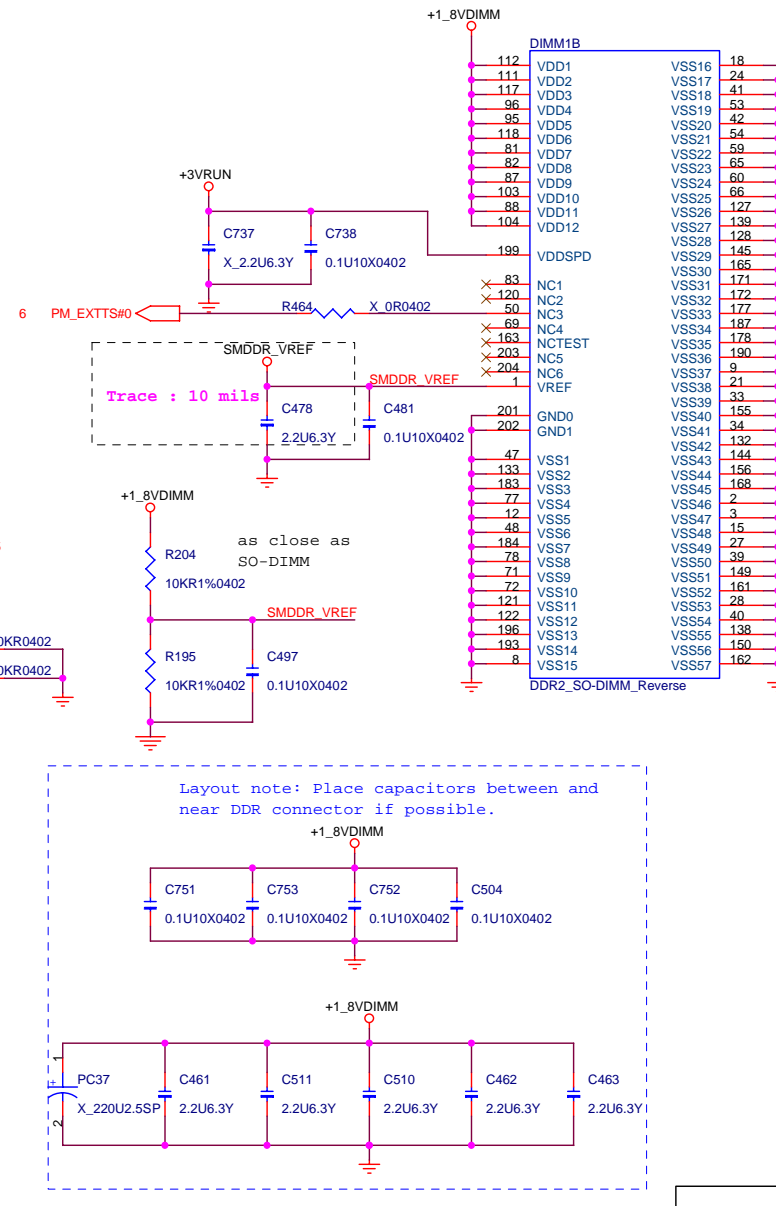 +1_8VDIMM
DIMM1B
112 VDD1 VSS16 18
111 VDD2 VSS17 24
117 VDD3 VSS18 41
96 VDD4 VSS19 53
95 VDD5 VSS20 42
118 VDD6 VSS21 54
81 VDD7 VSS22 59
82 VDD8 VSS23 65
87 VDD9 VSS24 60
103 VDD10 VSS25 66
88 VDD11 VSS26 127
104 VDD12 VSS27 139
VSS28 128
199 VDDSPD VSS29 145
VSS30 165
83 NC1 VSS31 171
120 NC2 VSS32 172
50 NC3 VSS33 177
69 NC4 VSS34 187
163 NCTEST VSS35 178
203 NC5 VSS36 190
204 NC6 VSS37 9
1 VREF VSS38 21
VSS39 33
201 GND0 VSS40 155
202 GND1 VSS41 34
VSS42 132
47 VSS1 VSS43 144
133 VSS2 VSS44 156
183 VSS3 VSS45 168
77 VSS4 VSS46 2
12 VSS5 VSS47 3
48 VSS6 VSS48 15
184 VSS7 VSS49 27
78 VSS8 VSS50 39
71 VSS9 VSS51 149
72 VSS10 VSS52 161
121 VSS11 VSS53 28
122 VSS12 VSS54 40
196 VSS13 VSS55 138
193 VSS14 VSS56 150
8 VSS15 VSS57 162
DDR2_SO-DIMM_Reverse
+3VRUN
C737
X_2.2U6.3Y
C738
0.1U10X0402
6 PM_EXTTS#0
R464 X_0R0402
SMDDR_VREF
SMDDR_VREF
Trace : 10 mils
C478
2.2U6.3Y
C481
0.1U10X0402
+1_8VDIMM
R204
10KR1%0402
as close as
SO-DIMM
SMDDR_VREF
R195
10KR1%0402
C497
0.1U10X0402
0KR0402
0KR0402
Layout note: Place capacitors between and
near DDR connector if possible.
+1_8VDIMM
C751
0.1U10X0402
C753
0.1U10X0402
C752
0.1U10X0402
C504
0.1U10X0402
+1_8VDIMM
1
+
2
PC37
X_220U2.5SP
C461
2.2U6.3Y
C511
2.2U6.3Y
C510
2.2U6.3Y
C462
2.2U6.3Y
C463
2.2U6.3Y